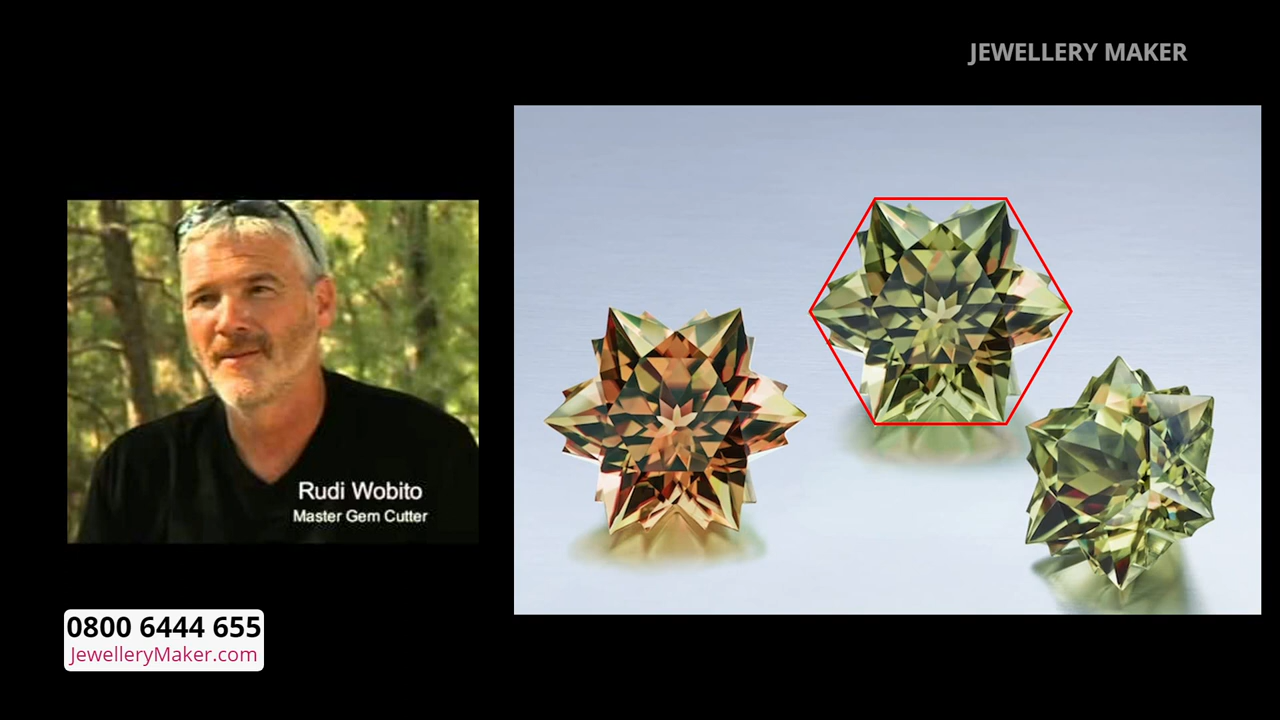 JEWELLERY MAKER
Rudi Wobito
Master Gem Cutter
0800 6444 655
JewelleryMaker.com